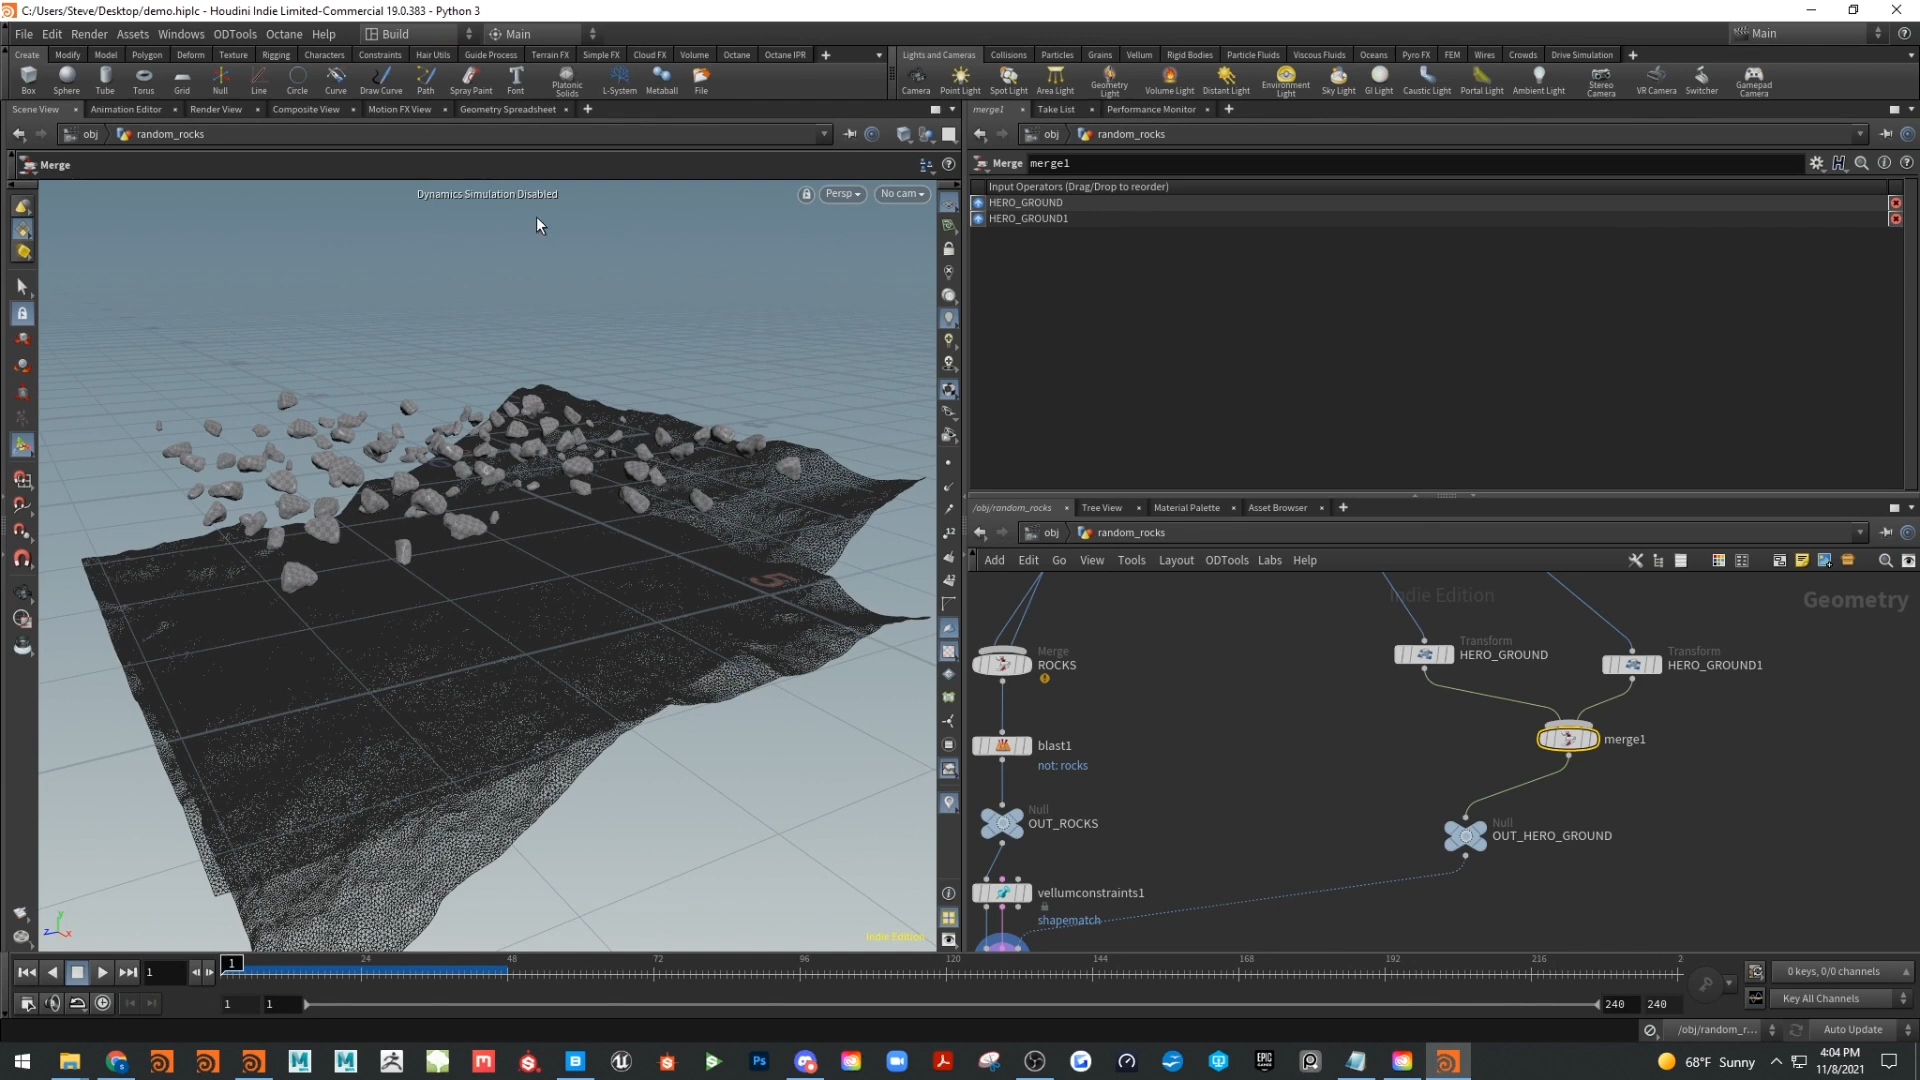 C:/Users/Steve/Desktop/demo.hiplc - Houdini Indie Limited-Commercial 19.0.383 - Python 3
File Edit Render Assets Windows ODTools Octane Help Build Main Main
Create Modify Model Polygon Deform Texture Rigging Characters Constraints Hair Utils Guide Process Terrain FX Simple FX Cloud FX Volume Octane Octane IPR
Lights and Cameras Collisions Particles Grains Vellum Rigid Bodies Particle Fluids Viscous Fluids Oceans Pyro FX FEM Wires Crowds Drive Simulation
Box Sphere Tube Torus Grid Null Line Circle Curve Draw Curve Path Spray Paint Font Platonic Solids L-System Metaball File
Camera Point Light Spot Light Area Light Geometry Light Volume Light Distant Light Environment Light Sky Light GI Light Caustic Light Portal Light Ambient Light Stereo Camera VR Camera Switcher Gamepad Camera
Scene View Animation Editor Render View Composite View Motion FX View Geometry Spreadsheet
merge1 Take List Performance Monitor
obj random_rocks
obj random_rocks
Merge
Merge merge1
Dynamics Simulation Disabled
Persp No cam
Input Operators (Drag/Drop to reorder)
HERO_GROUND
HERO_GROUND1
5
Indie Edition
/obj/random_rocks Tree View Material Palette Asset Browser
obj random_rocks
Add Edit Go View Tools Layout ODTools Labs Help
Indie Edition
Geometry
Merge
ROCKS
Transform
HERO_GROUND
Transform
HERO_GROUND1
merge1
blast1
not: rocks
Null
OUT_ROCKS
Null
OUT_HERO_GROUND
vellumconstraints1
shapematch
1
1 24 48 72 96 120 144 168 192 216 2
0 keys, 0/0 channels
1 1 240 240
Key All Channels
/obj/random_r... Auto Update
68°F Sunny
4:04 PM
11/8/2021